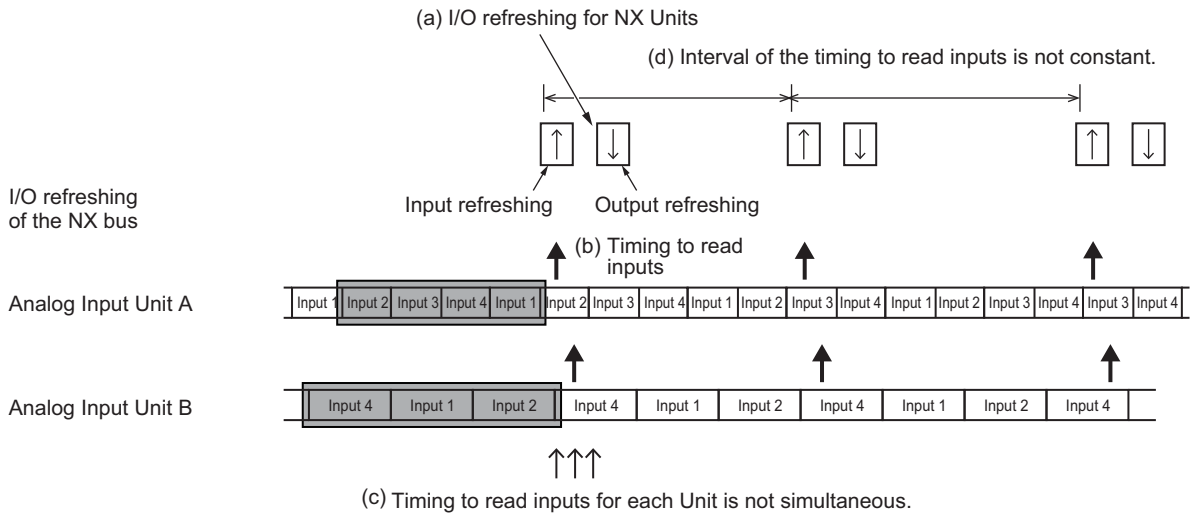 (a) I/O refreshing for NX Units
(d) Interval of the timing to read inputs is not constant.
I/O refreshing
of the NX bus
Input refreshing
Output refreshing
(b) Timing to read
inputs
Analog Input Unit A
Input 1 Input 2 Input 3 Input 4 Input 1 Input 2 Input 3 Input 4 Input 1 Input 2 Input 3 Input 4 Input 1 Input 2 Input 3 Input 4 Input 3 Input 4
Analog Input Unit B
Input 4 Input 1 Input 2 Input 4 Input 1 Input 2 Input 4 Input 1 Input 2 Input 4
(c) Timing to read inputs for each Unit is not simultaneous.